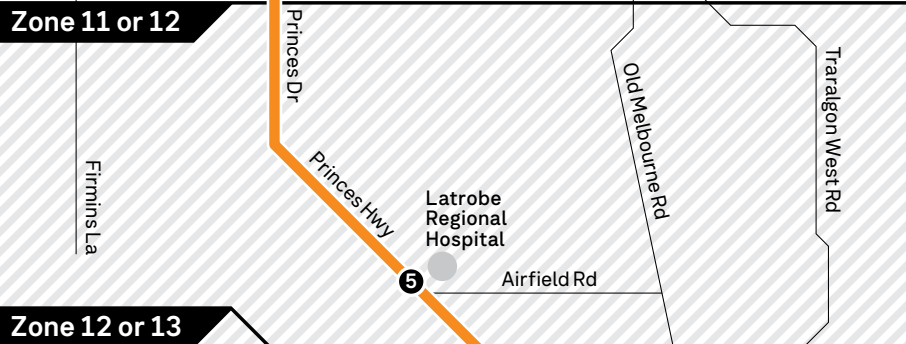 Zone 11 or 12
Princes Dr
Old Melbourne Rd
Traralgon West Rd
Firmins La
Princes Hwy
Latrobe
Regional
Hospital
5
Airfield Rd
Zone 12 or 13